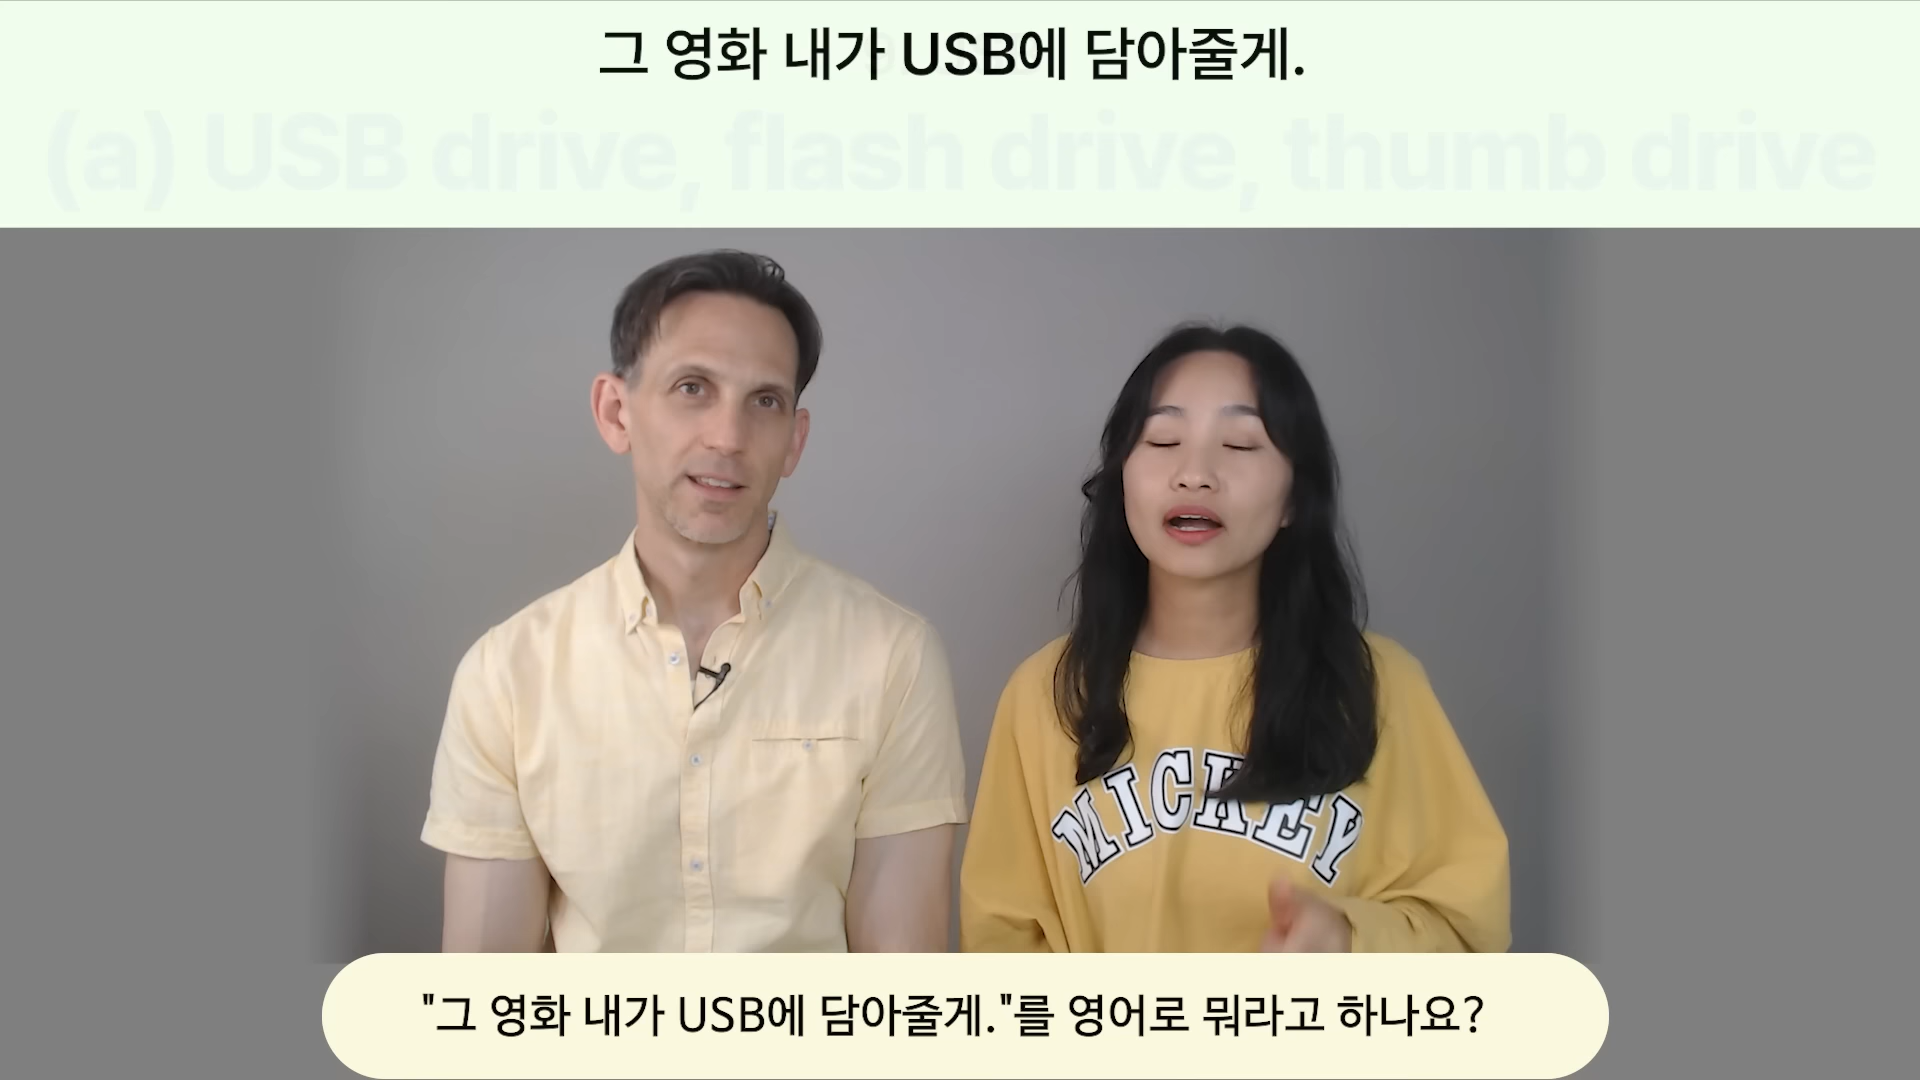 그 영화 내가 USB에 담아줄게.
(a) USB drive, flash drive, thumb drive
MICKEY
"그 영화 내가 USB에 담아줄게."를 영어로 뭐라고 하나요?